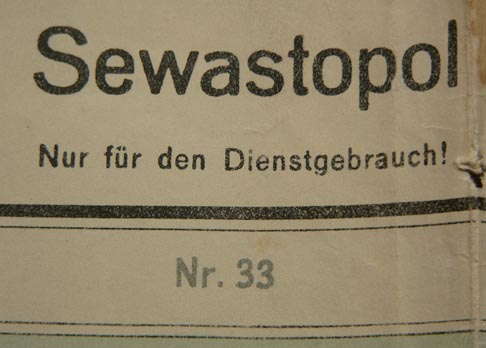 Sewastopol
Nur für den Dienstgebrauch!
Nr. 33